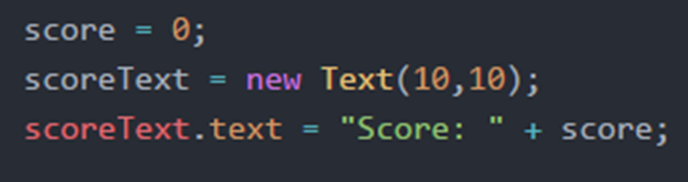 score = 0;
scoreText = new Text(10,10);
scoreText.text = "Score: " + score;